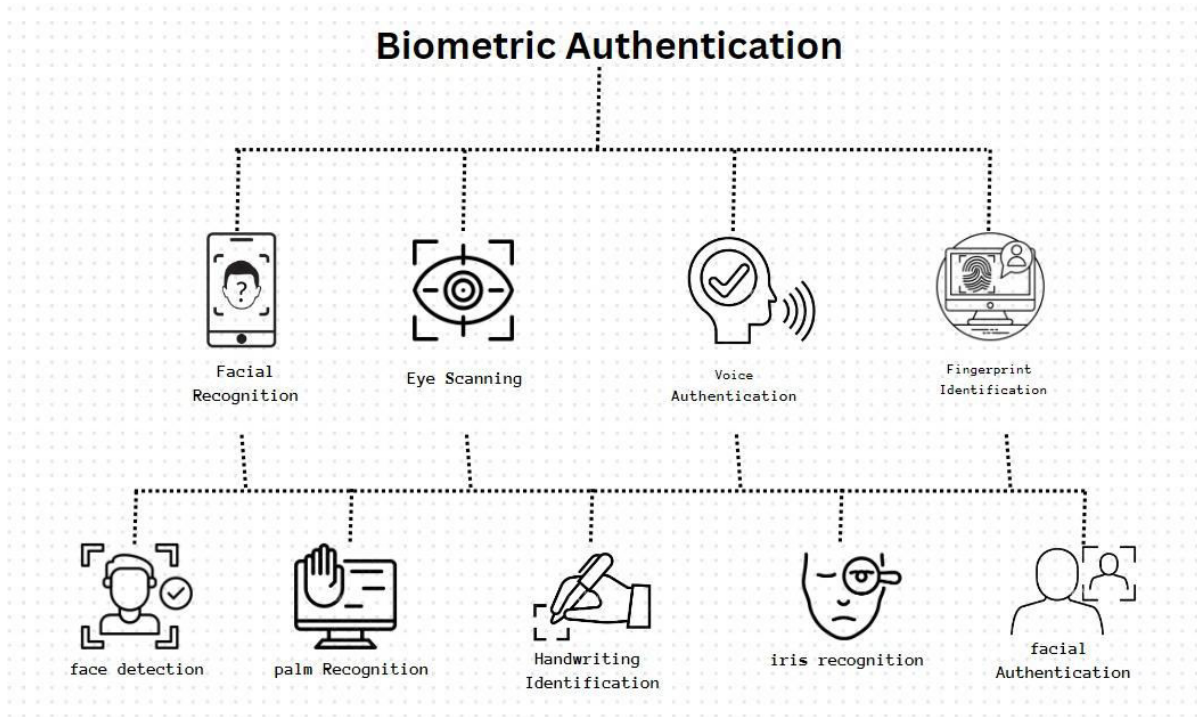 Biometric Authentication
?
Facial
Recognition
Eye Scanning
Voice
Authentication
Fingerprint
Identification
face detection
palm Recognition
Handwriting
Identification
iris recognition
facial
Authentication